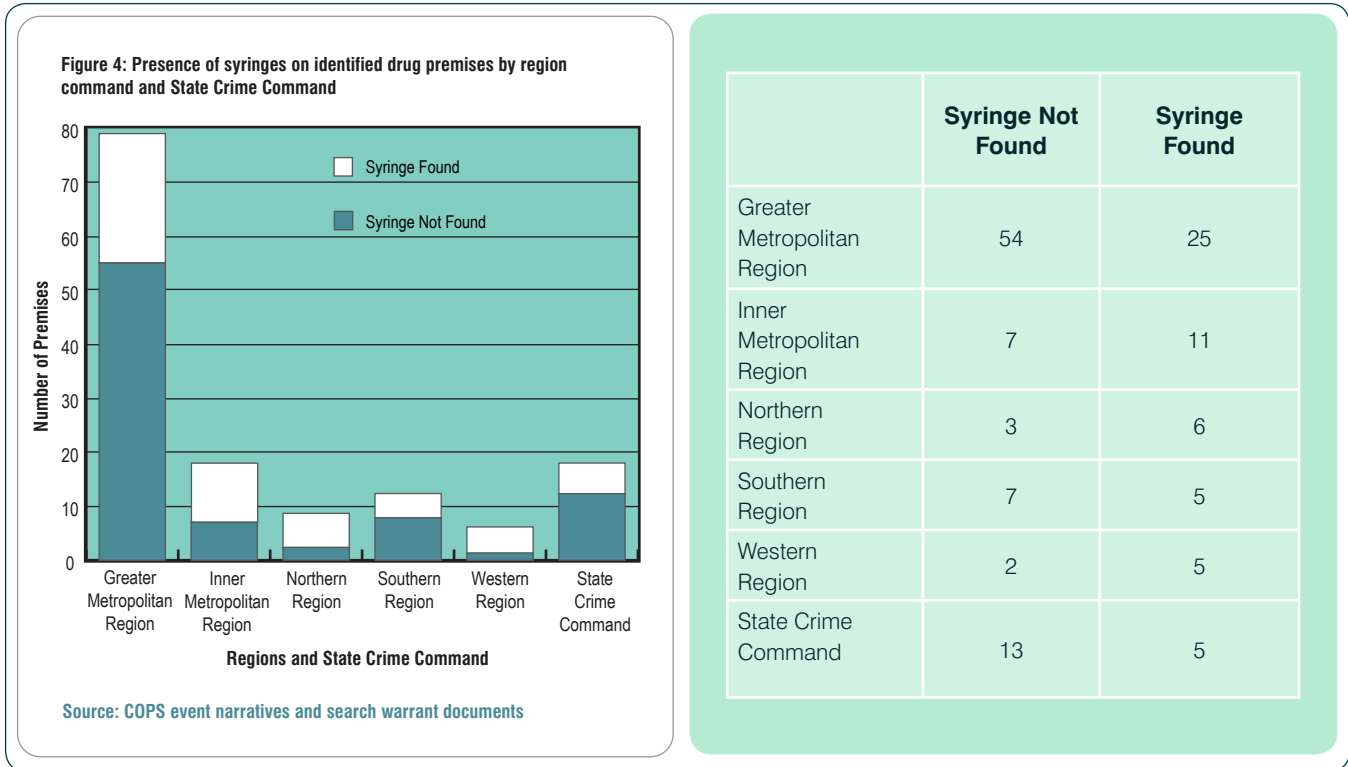 Figure 4: Presence of syringes on identified drug premises by region
command and State Crime Command
80
70
60
50
40
30
20
10
0
Number of Premises
Syringe Found
Syringe Not Found
Greater
Metropolitan
Region
Inner
Metropolitan
Region
Northern
Region
Southern
Region
Western
Region
State
Crime
Command
Regions and State Crime Command
Source: COPS event narratives and search warrant documents
Syringe Not
Found
Syringe
Found
Greater
Metropolitan
Region
54
25
Inner
Metropolitan
Region
7
11
Northern
Region
3
6
Southern
Region
7
5
Western
Region
2
5
State Crime
Command
13
5